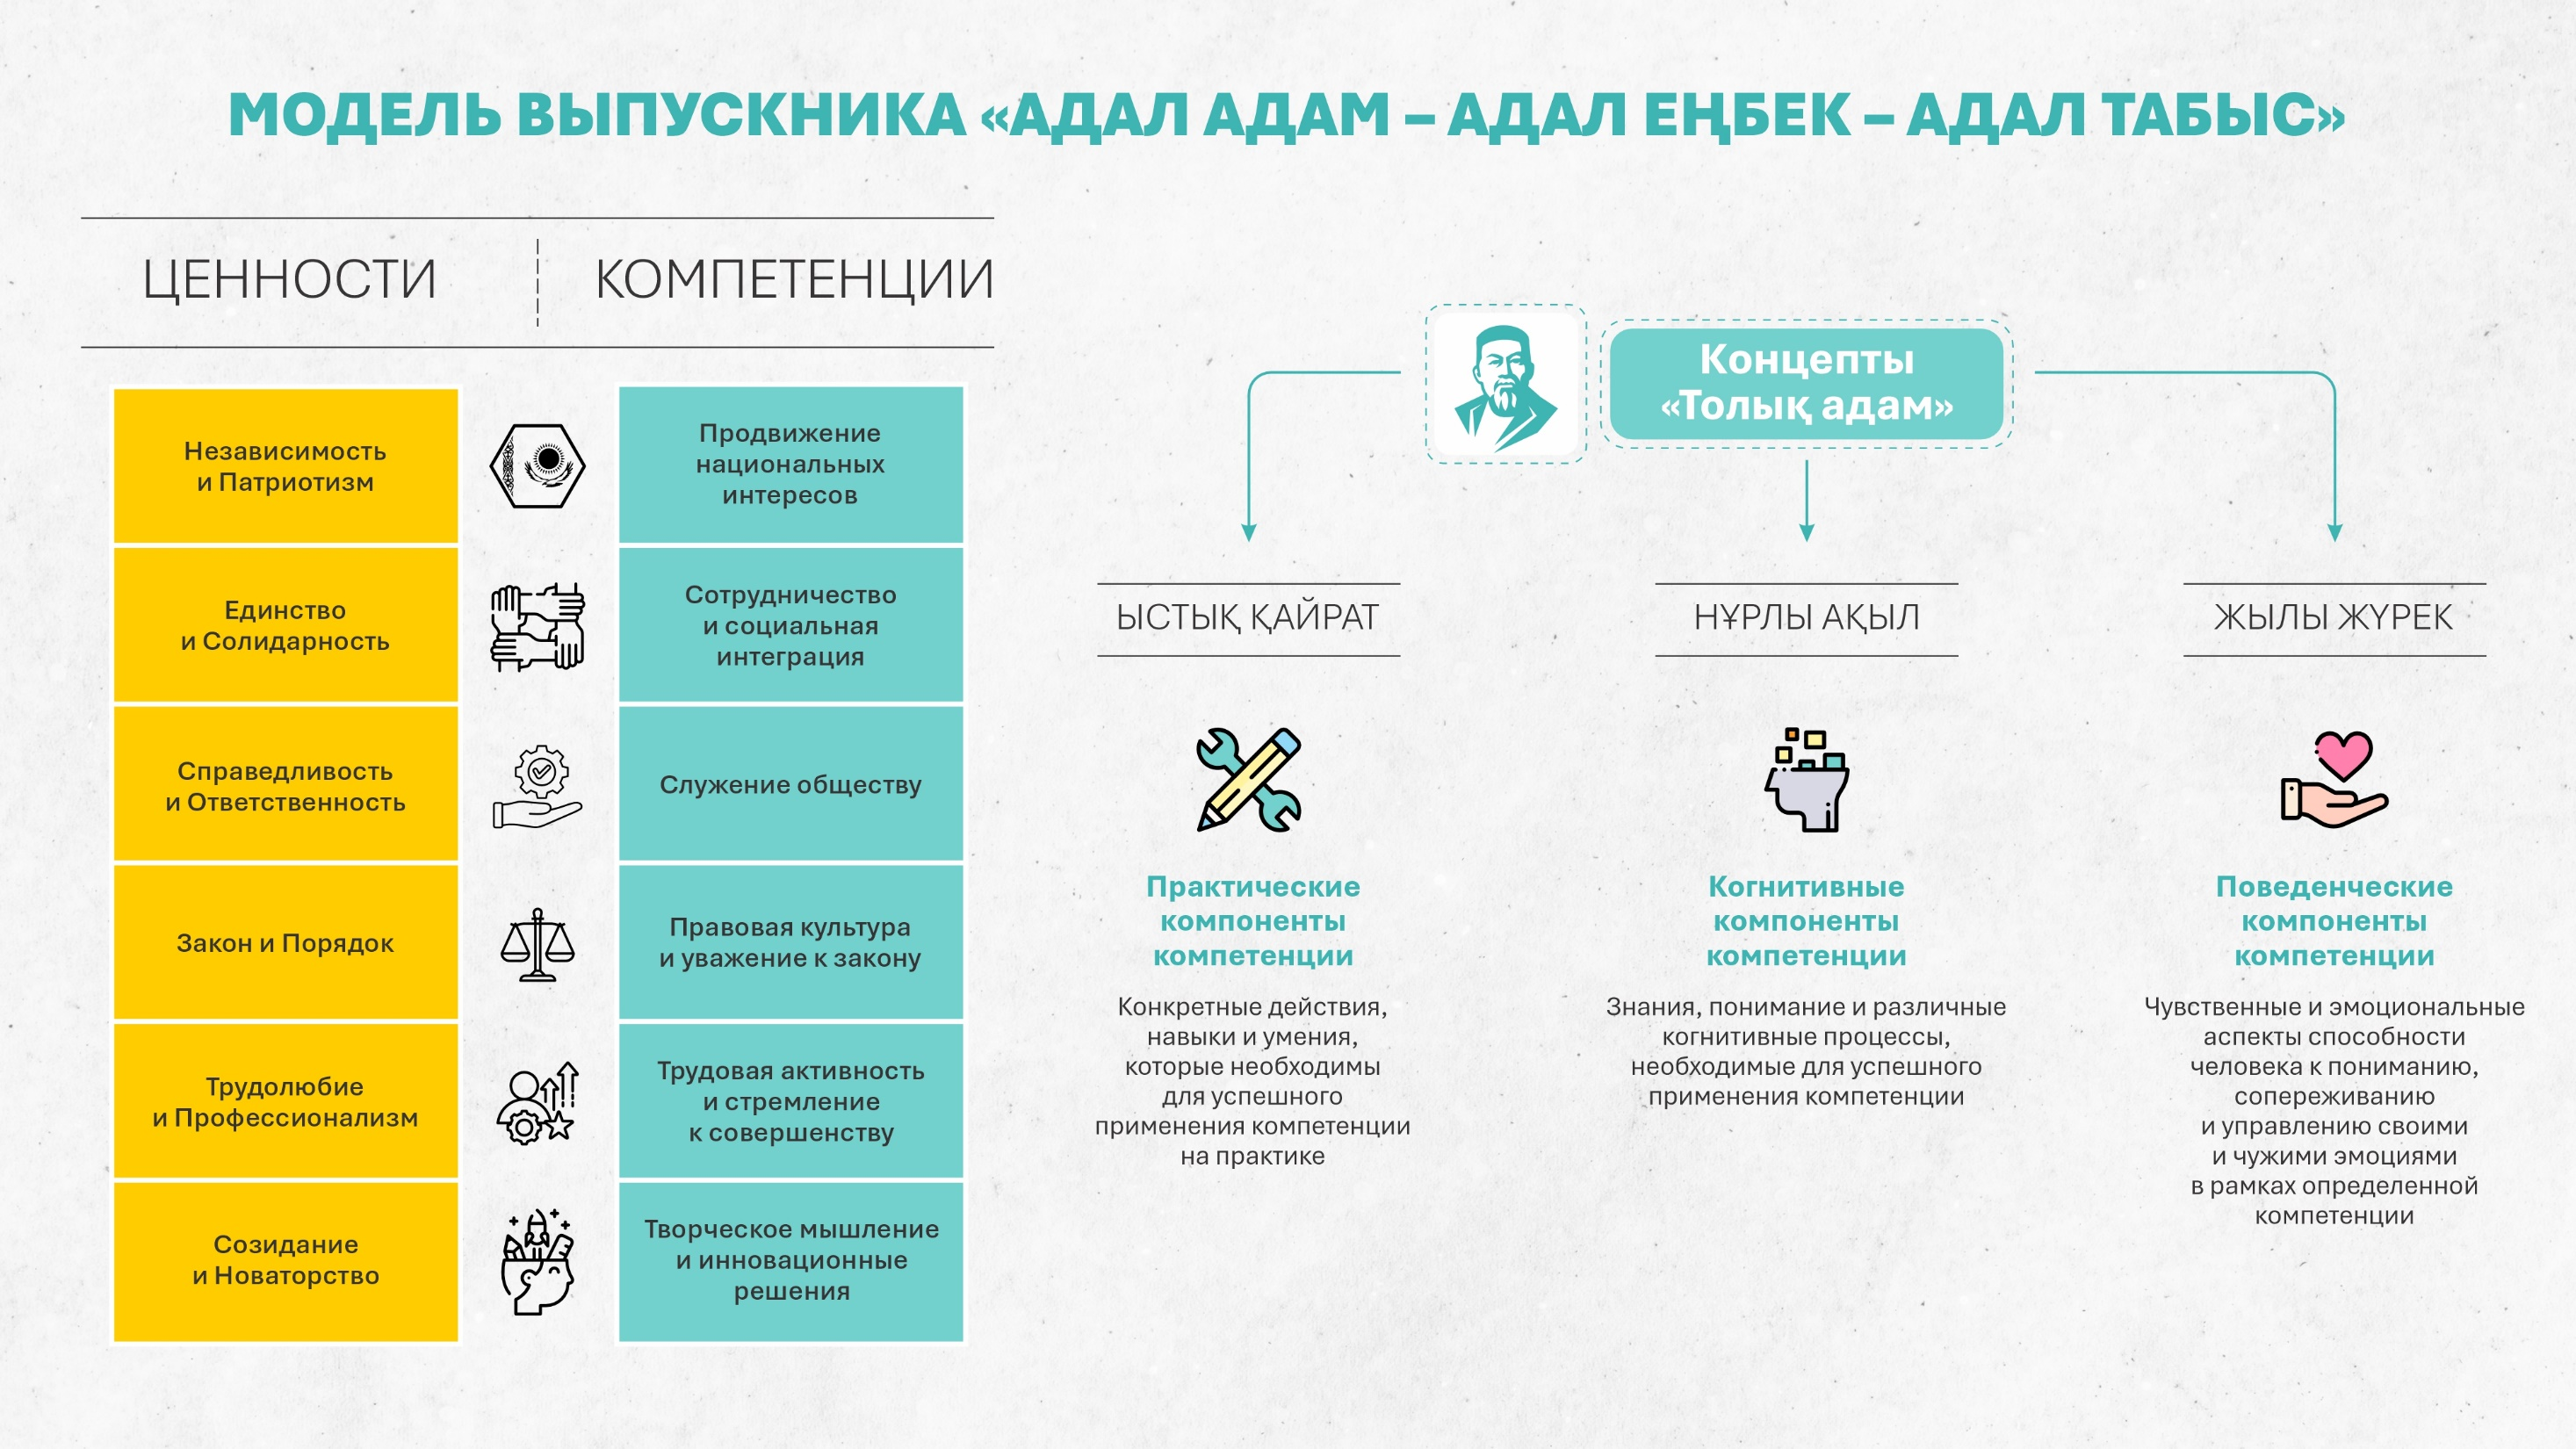 МОДЕЛЬ ВЫПУСКНИКА «АДАЛ АДАМ – АДАЛ ЕҢБЕК – АДАЛ ТАБЫС»
ЦЕННОСТИ
КОМПЕТЕНЦИИ
Независимость
и Патриотизм
Продвижение
национальных
интересов
Единство
и Солидарность
Сотрудничество
и социальная
интеграция
Справедливость
и Ответственность
Служение обществу
Закон и Порядок
Правовая культура
и уважение к закону
Трудолюбие
и Профессионализм
Трудовая активность
и стремление
к совершенству
Созидание
и Новаторство
Творческое мышление
и инновационные
решения
Концепты
«Толық адам»
ЫСТЫҚ ҚАЙРАТ
Практические
компоненты
компетенции
Конкретные действия,
навыки и умения,
которые необходимы
для успешного
применения компетенции
на практике
НҰРЛЫ АҚЫЛ
Когнитивные
компоненты
компетенции
Знания, понимание и различные
когнитивные процессы,
необходимые для успешного
применения компетенции
ЖЫЛЫ ЖҮРЕК
Поведенческие
компоненты
компетенции
Чувственные и эмоциональные
аспекты способности
человека к пониманию,
сопереживанию
и управлению своими
и чужими эмоциями
в рамках определенной
компетенции